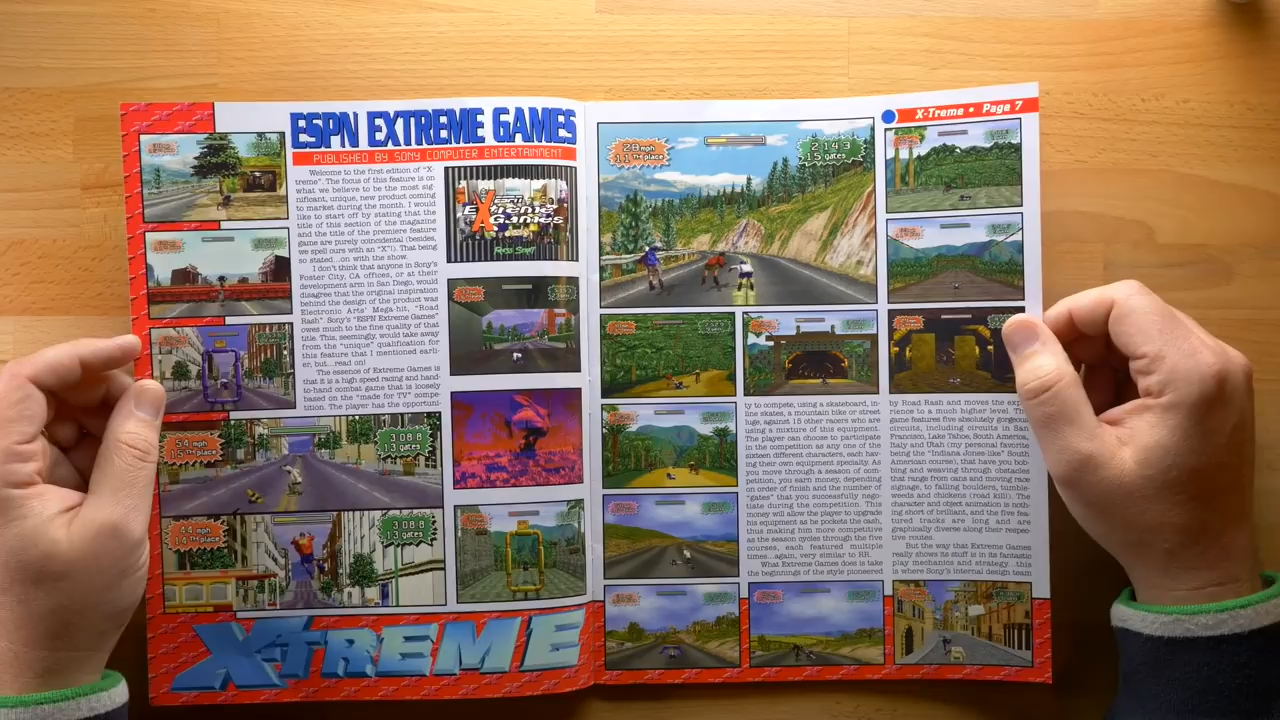 ESPN EXTREME GAMES
PUBLISHED BY SONY COMPUTER ENTERTAINMENT
Welcome to the first edition of "X-
treme". The focus of this feature is on
what we believe to be the most sig-
nificant, unique, new product coming
to market during the month. I would
like to start off by stating that the
title of this section of the magazine
and the title of the premiere feature
game are purely coincidental (besides,
we spell ours with an "X"!). That being
so stated...on with the show.
I don't think that anyone in Sony's
Foster City, CA offices, or at their
development arm in San Diego, would
disagree that the original inspiration
behind the design of the product was
Electronic Arts' Mega-hit, "Road
Rash". Sony's "ESPN Extreme Games"
owes much to the fine quality of that
title. This, seemingly, would take away
from the "unique" qualification for
this feature that I mentioned earli-
er, but...read on!
The essence of Extreme Games is
that it is a high speed racing and hand-
to-hand combat game that is loosely
based on the "made for TV" compe-
tition. The player has the opportuni-
ESPN
Extreme
Games
Press Start
54 mph
15TH place
3:08.8
13 gates
44 mph
14TH place
3:08.8
13 gates
X-TREME
X-Treme • Page 7
28 mph
11TH place
2:14.3
15 gates
ty to compete, using a skateboard, in-
line skates, a mountain bike or street
luge, against 15 other racers who are
using a mixture of this equipment.
The player can choose to participate
in the competition as any one of the
sixteen different characters, each hav-
ing their own equipment specialty. As
you move through a season of com-
petition, you earn money, depending
on order of finish and the number of
"gates" that you successfully nego-
tiate during the competition. This
money will allow the player to upgrade
his equipment as he pockets the cash,
thus making him more competitive
as the season cycles through the five
courses, each featured multiple
times...again, very similar to RR.
What Extreme Games does is take
the beginnings of the style pioneered
by Road Rash and moves the expe-
rience to a much higher level. The
game features five absolutely gorgeous
circuits, including circuits in San
Francisco, Lake Tahoe, South America,
Italy and Utah (my personal favorite
being the "Indiana Jones-like" South
American course), that have you bob-
bing and weaving through obstacles
that range from cans and moving race
signage, to falling boulders, tumble-
weeds and chickens (road kill!). The
character and object animation is noth-
ing short of brilliant, and the five fea-
tured tracks are long and are
graphically diverse along their respec-
tive routes.
But the way that Extreme Games
really shows its stuff is in its fantastic
play mechanics and strategy...this
is where Sony's internal design team